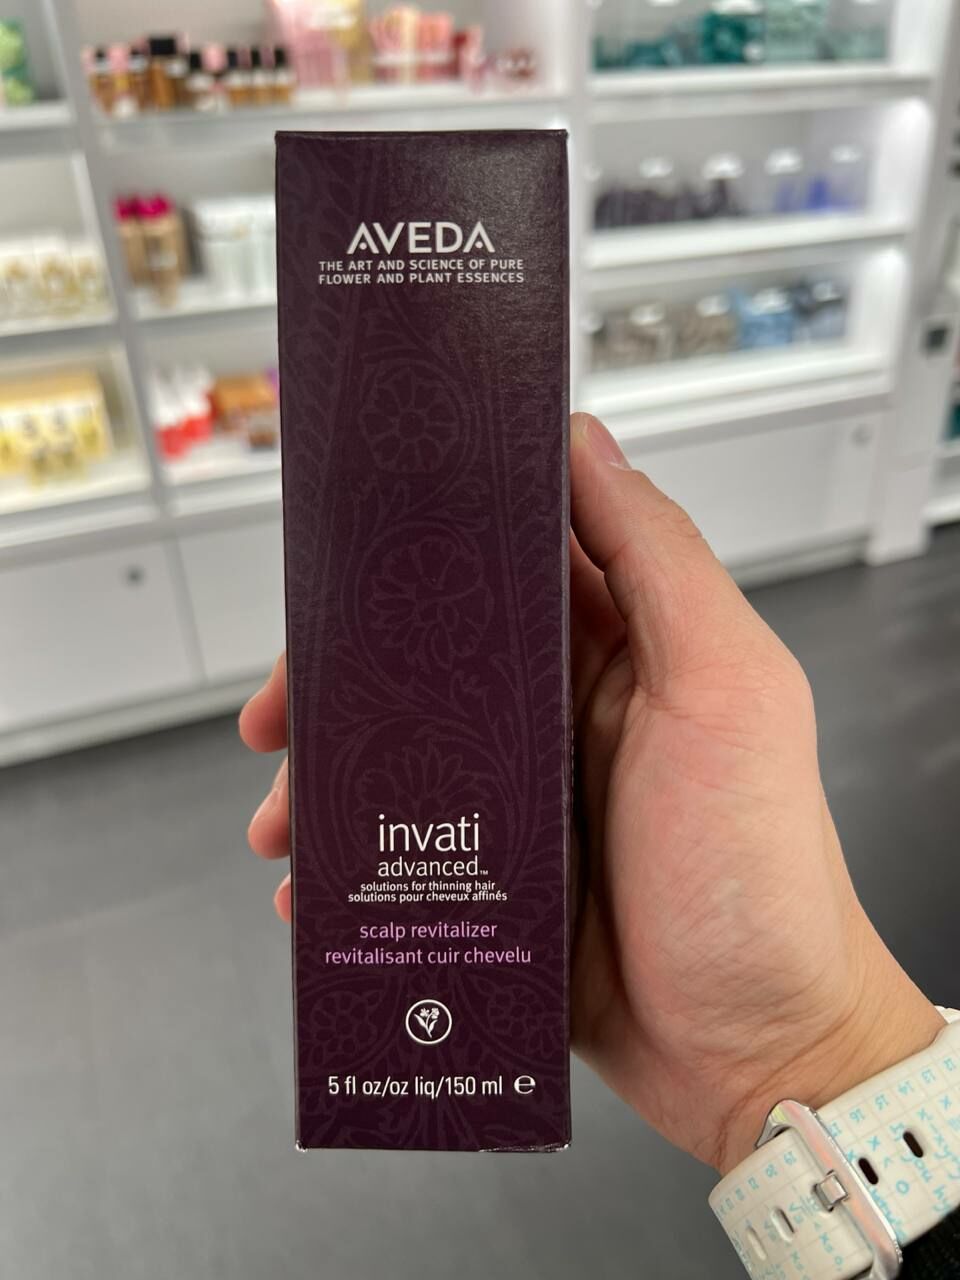 AVEDA
THE ART AND SCIENCE OF PURE
FLOWER AND PLANT ESSENCES
invati
advanced™
solutions for thinning hair
solutions pour cheveux affinés
scalp revitalizer
revitalisant cuir chevelu
5 fl oz/oz liq/150 ml ℮